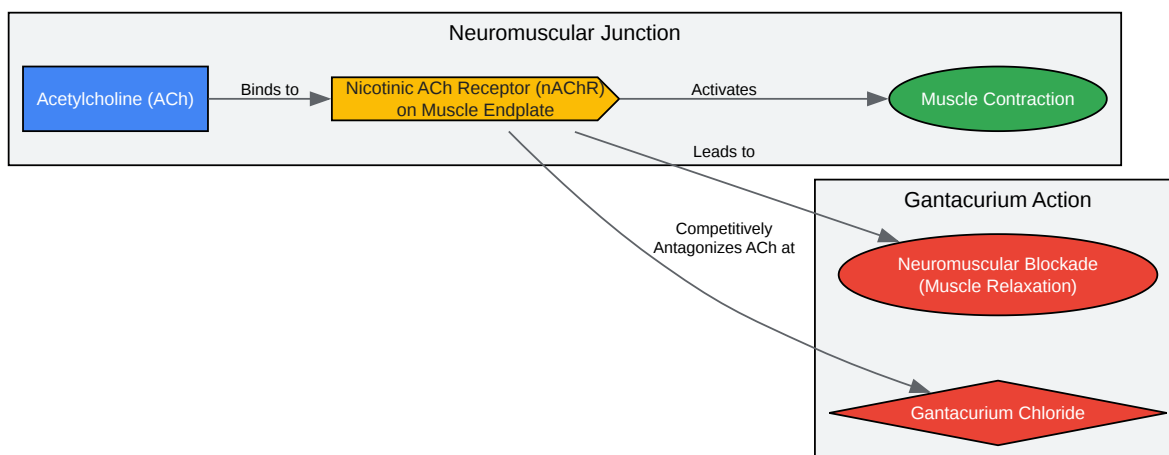 Neuromuscular Junction
Acetylcholine (ACh)
Binds to
Nicotinic ACh Receptor (nAChR)
on Muscle Endplate
Activates
Muscle Contraction
Leads to
Competitively
Antagonizes ACh at
Gantacurium Action
Neuromuscular Blockade
(Muscle Relaxation)
Gantacurium Chloride